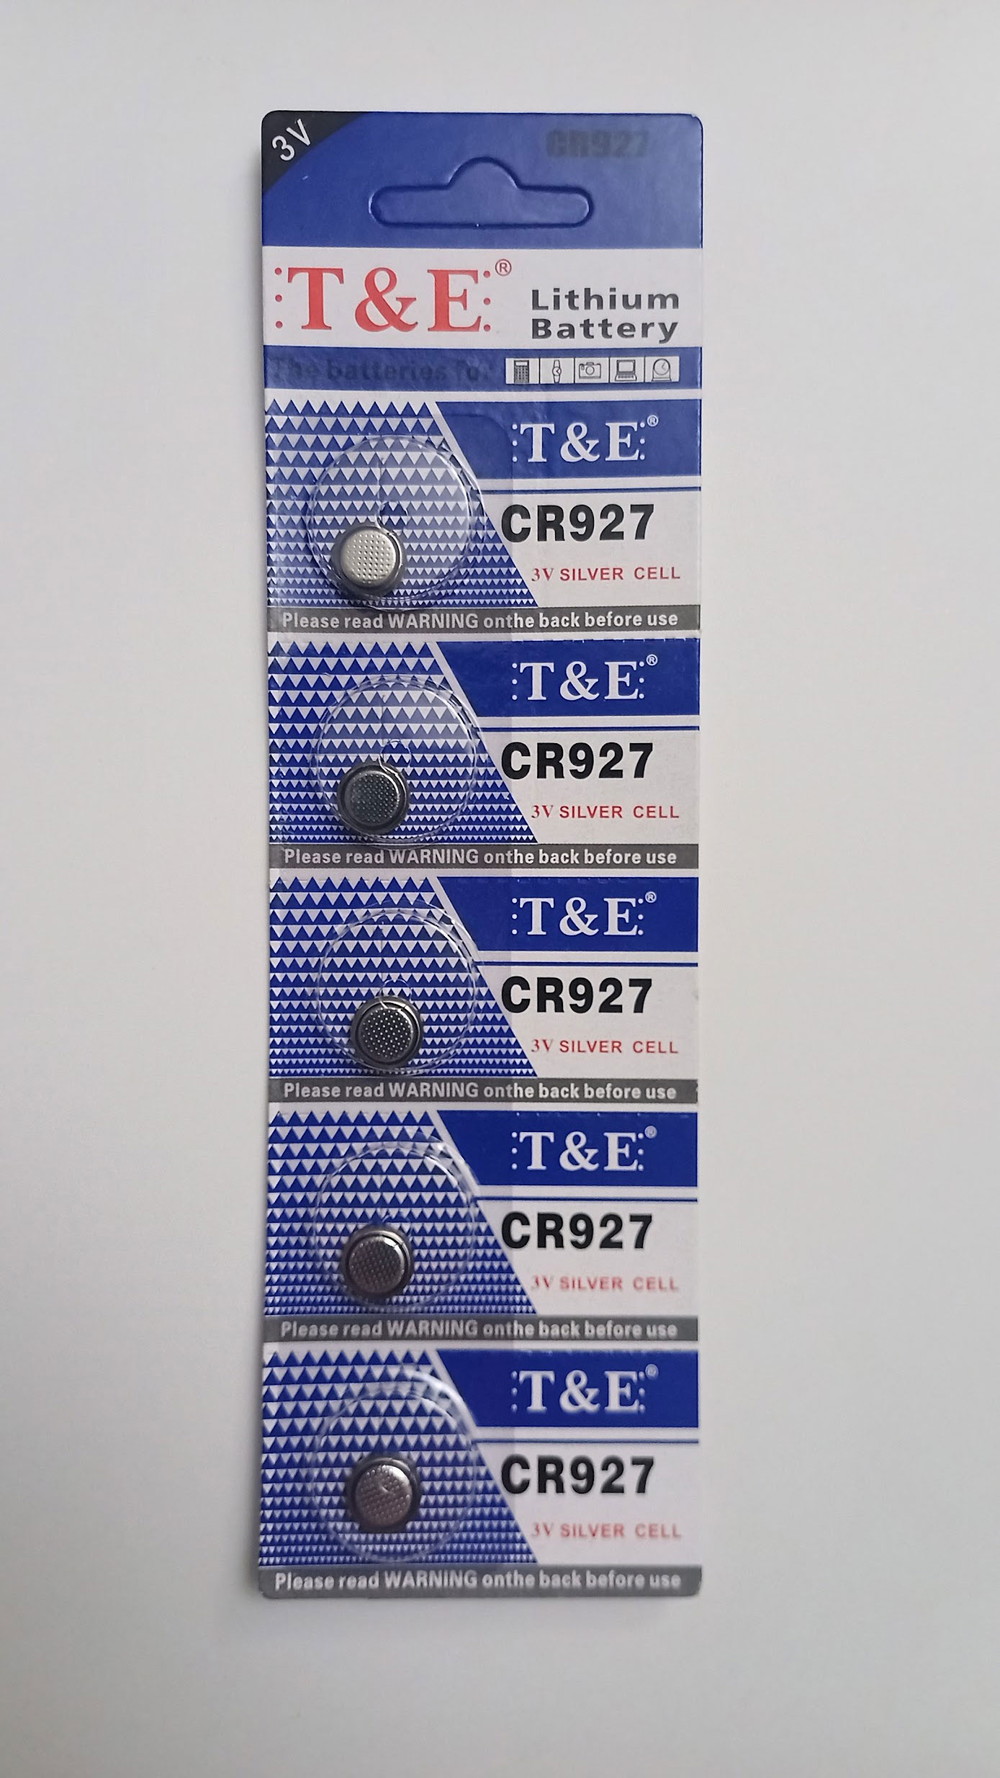 3V
CR927
T&E®
Lithium
Battery
The batteries for
T&E®
CR927
3V SILVER CELL
Please read WARNING onthe back before use
T&E®
CR927
3V SILVER CELL
Please read WARNING onthe back before use
T&E®
CR927
3V SILVER CELL
Please read WARNING onthe back before use
T&E®
CR927
3V SILVER CELL
Please read WARNING onthe back before use
T&E®
CR927
3V SILVER CELL
Please read WARNING onthe back before use